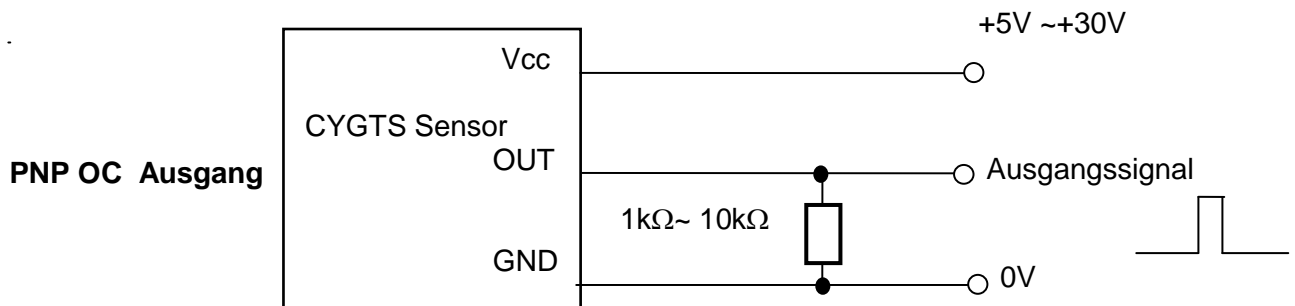 +5V ~+30V
Vcc
CYGTS Sensor
PNP OC Ausgang
OUT
Ausgangssignal
1kΩ~ 10kΩ
GND
0V